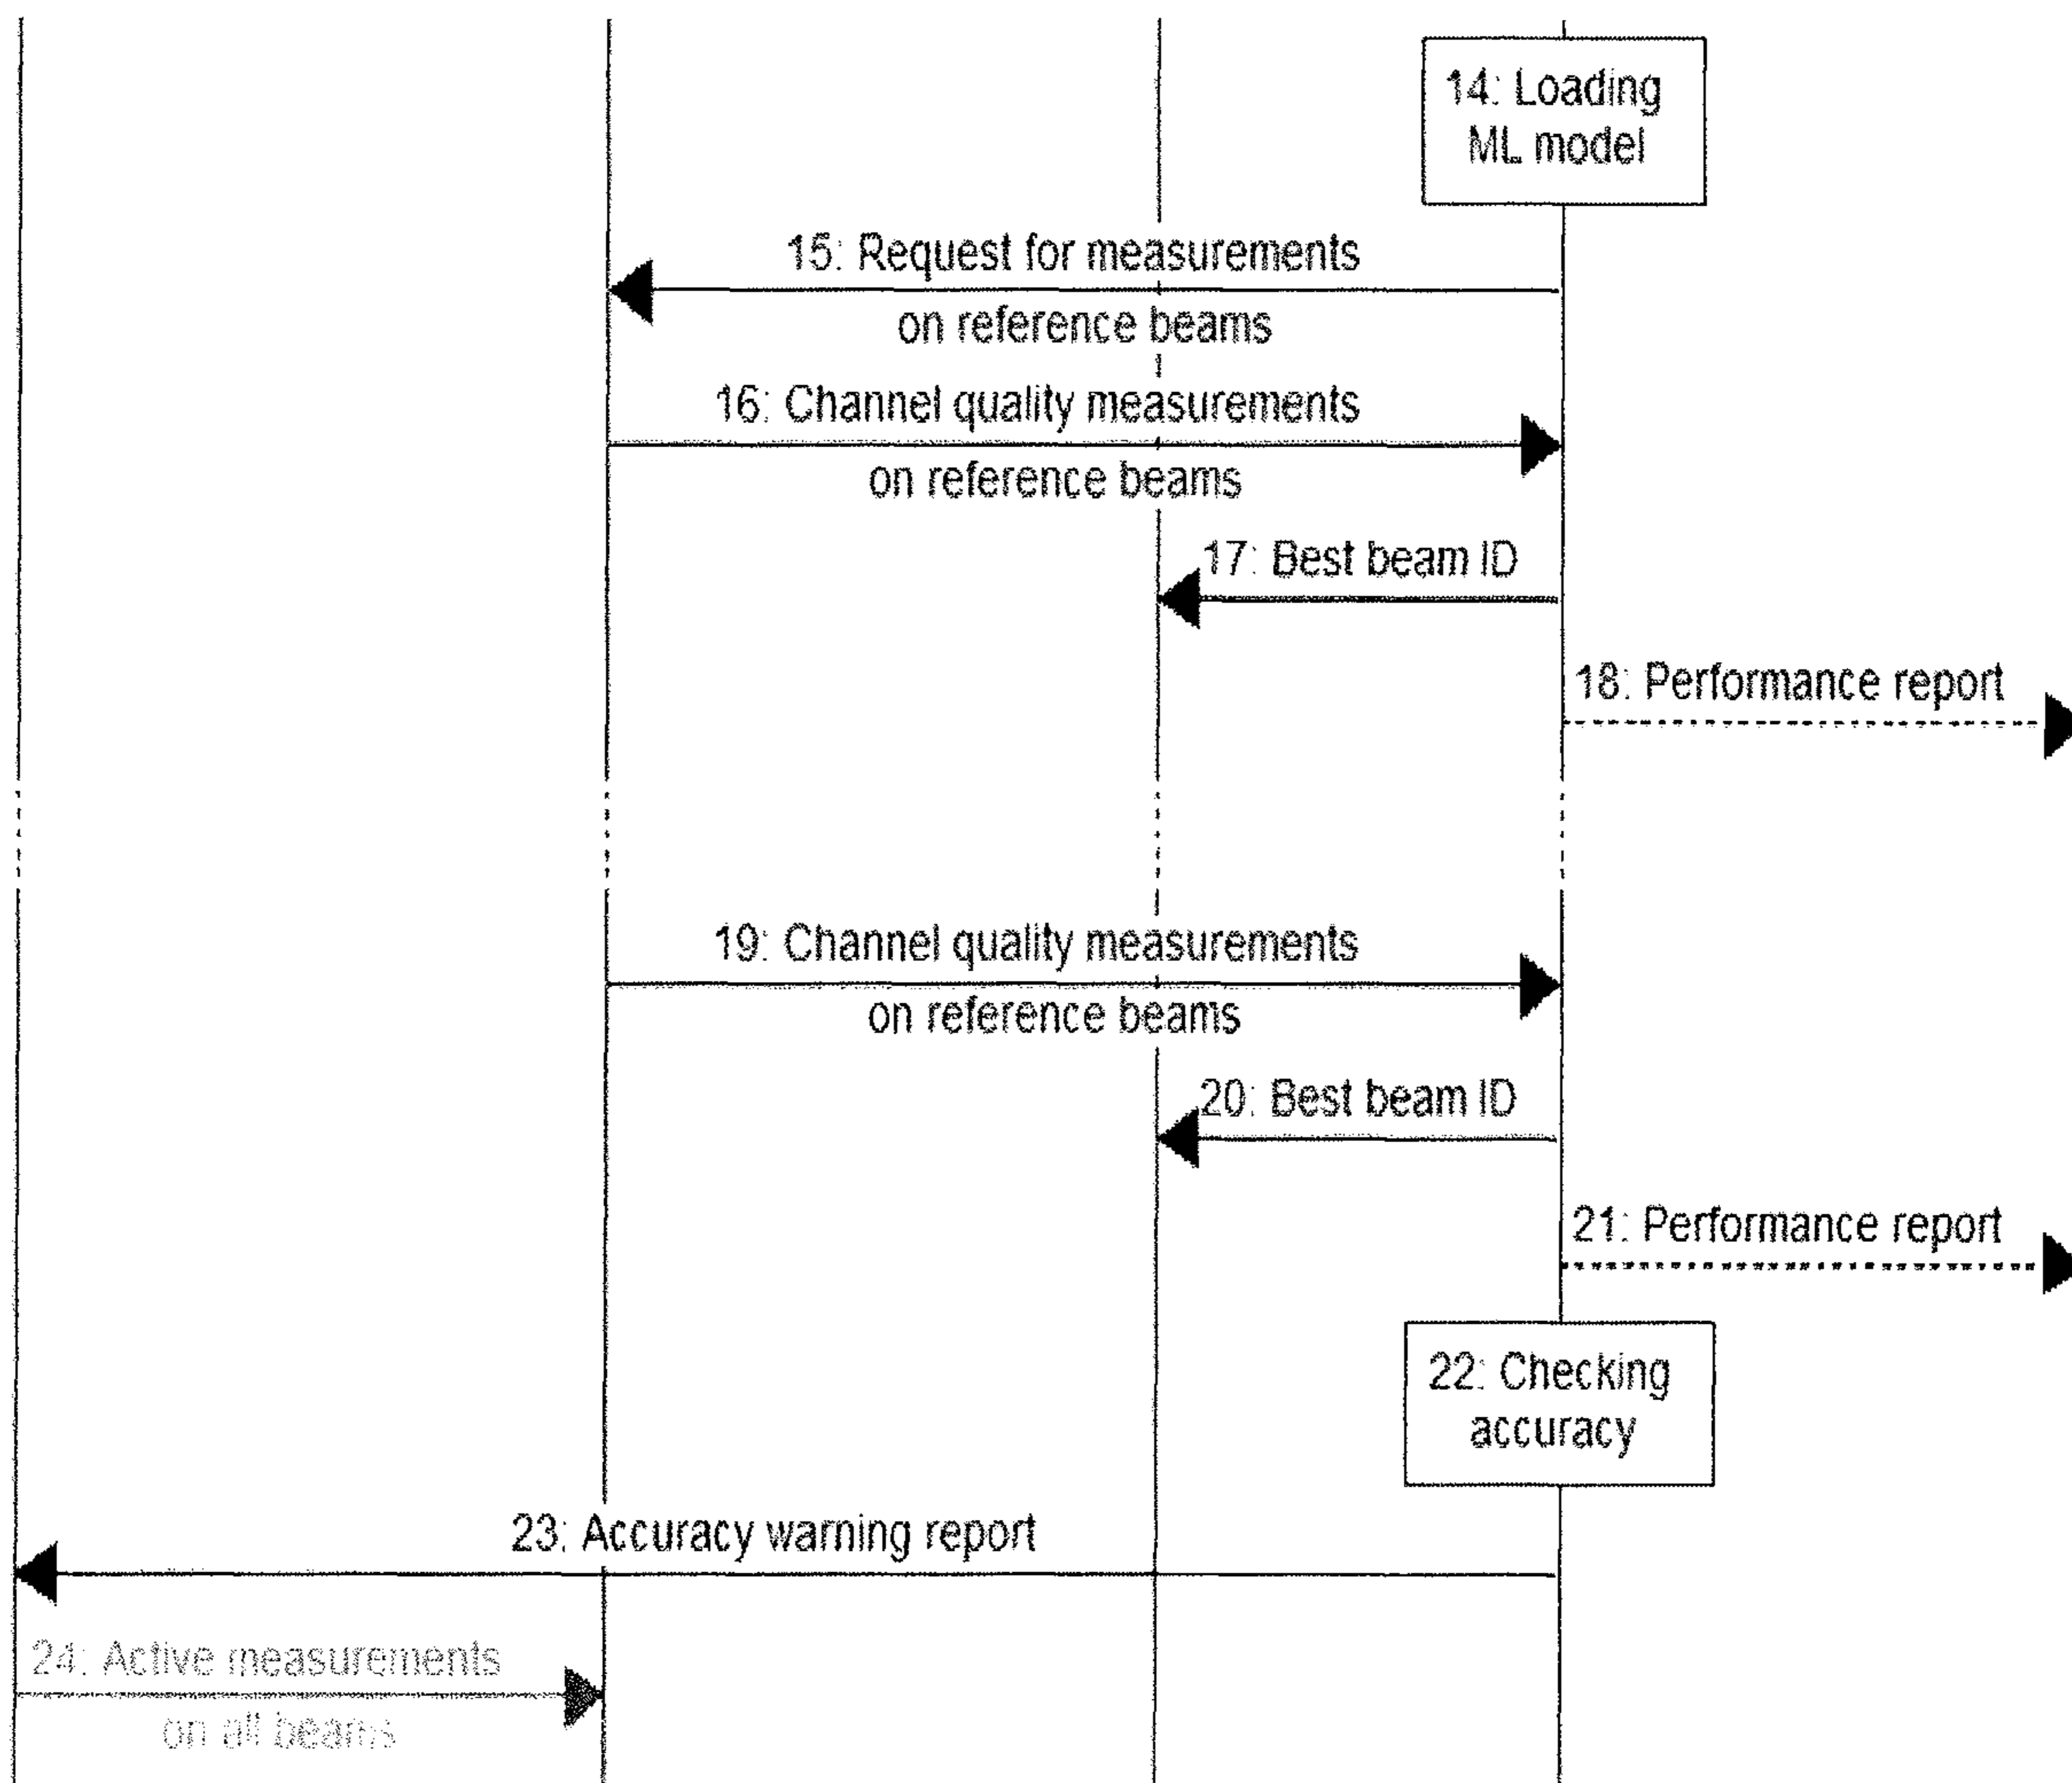 14: Loading
ML model
15: Request for measurements
on reference beams
16: Channel quality measurements
on reference beams
17: Best beam ID
18: Performance report
19: Channel quality measurements
on reference beams
20: Best beam ID
21: Performance report
22: Checking
accuracy
23: Accuracy warning report
24: Active measurements
on all beams